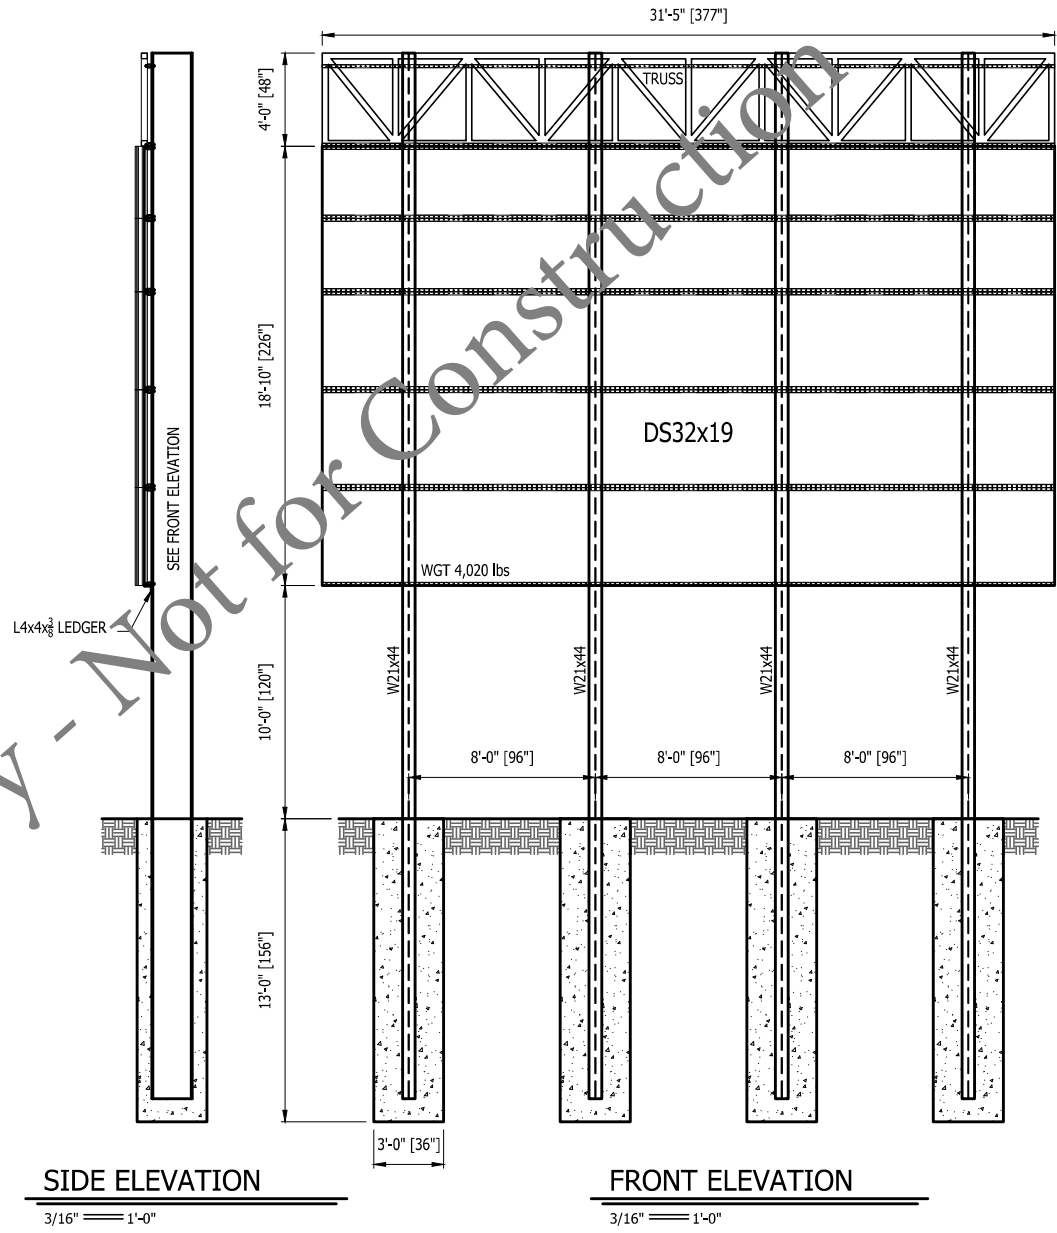 31'-5" [377"]
4'-0" [48"]
TRUSS
18'-10" [226"]
DS32x19
SEE FRONT ELEVATION
WGT 4,020 lbs
L4x4x3/8 LEDGER
y - Not for Construction
10'-0" [120"]
W21x44
W21x44
W21x44
W21x44
8'-0" [96"]
8'-0" [96"]
8'-0" [96"]
13'-0" [156"]
3'-0" [36"]
SIDE ELEVATION
3/16" 1'-0"
FRONT ELEVATION
3/16" 1'-0"